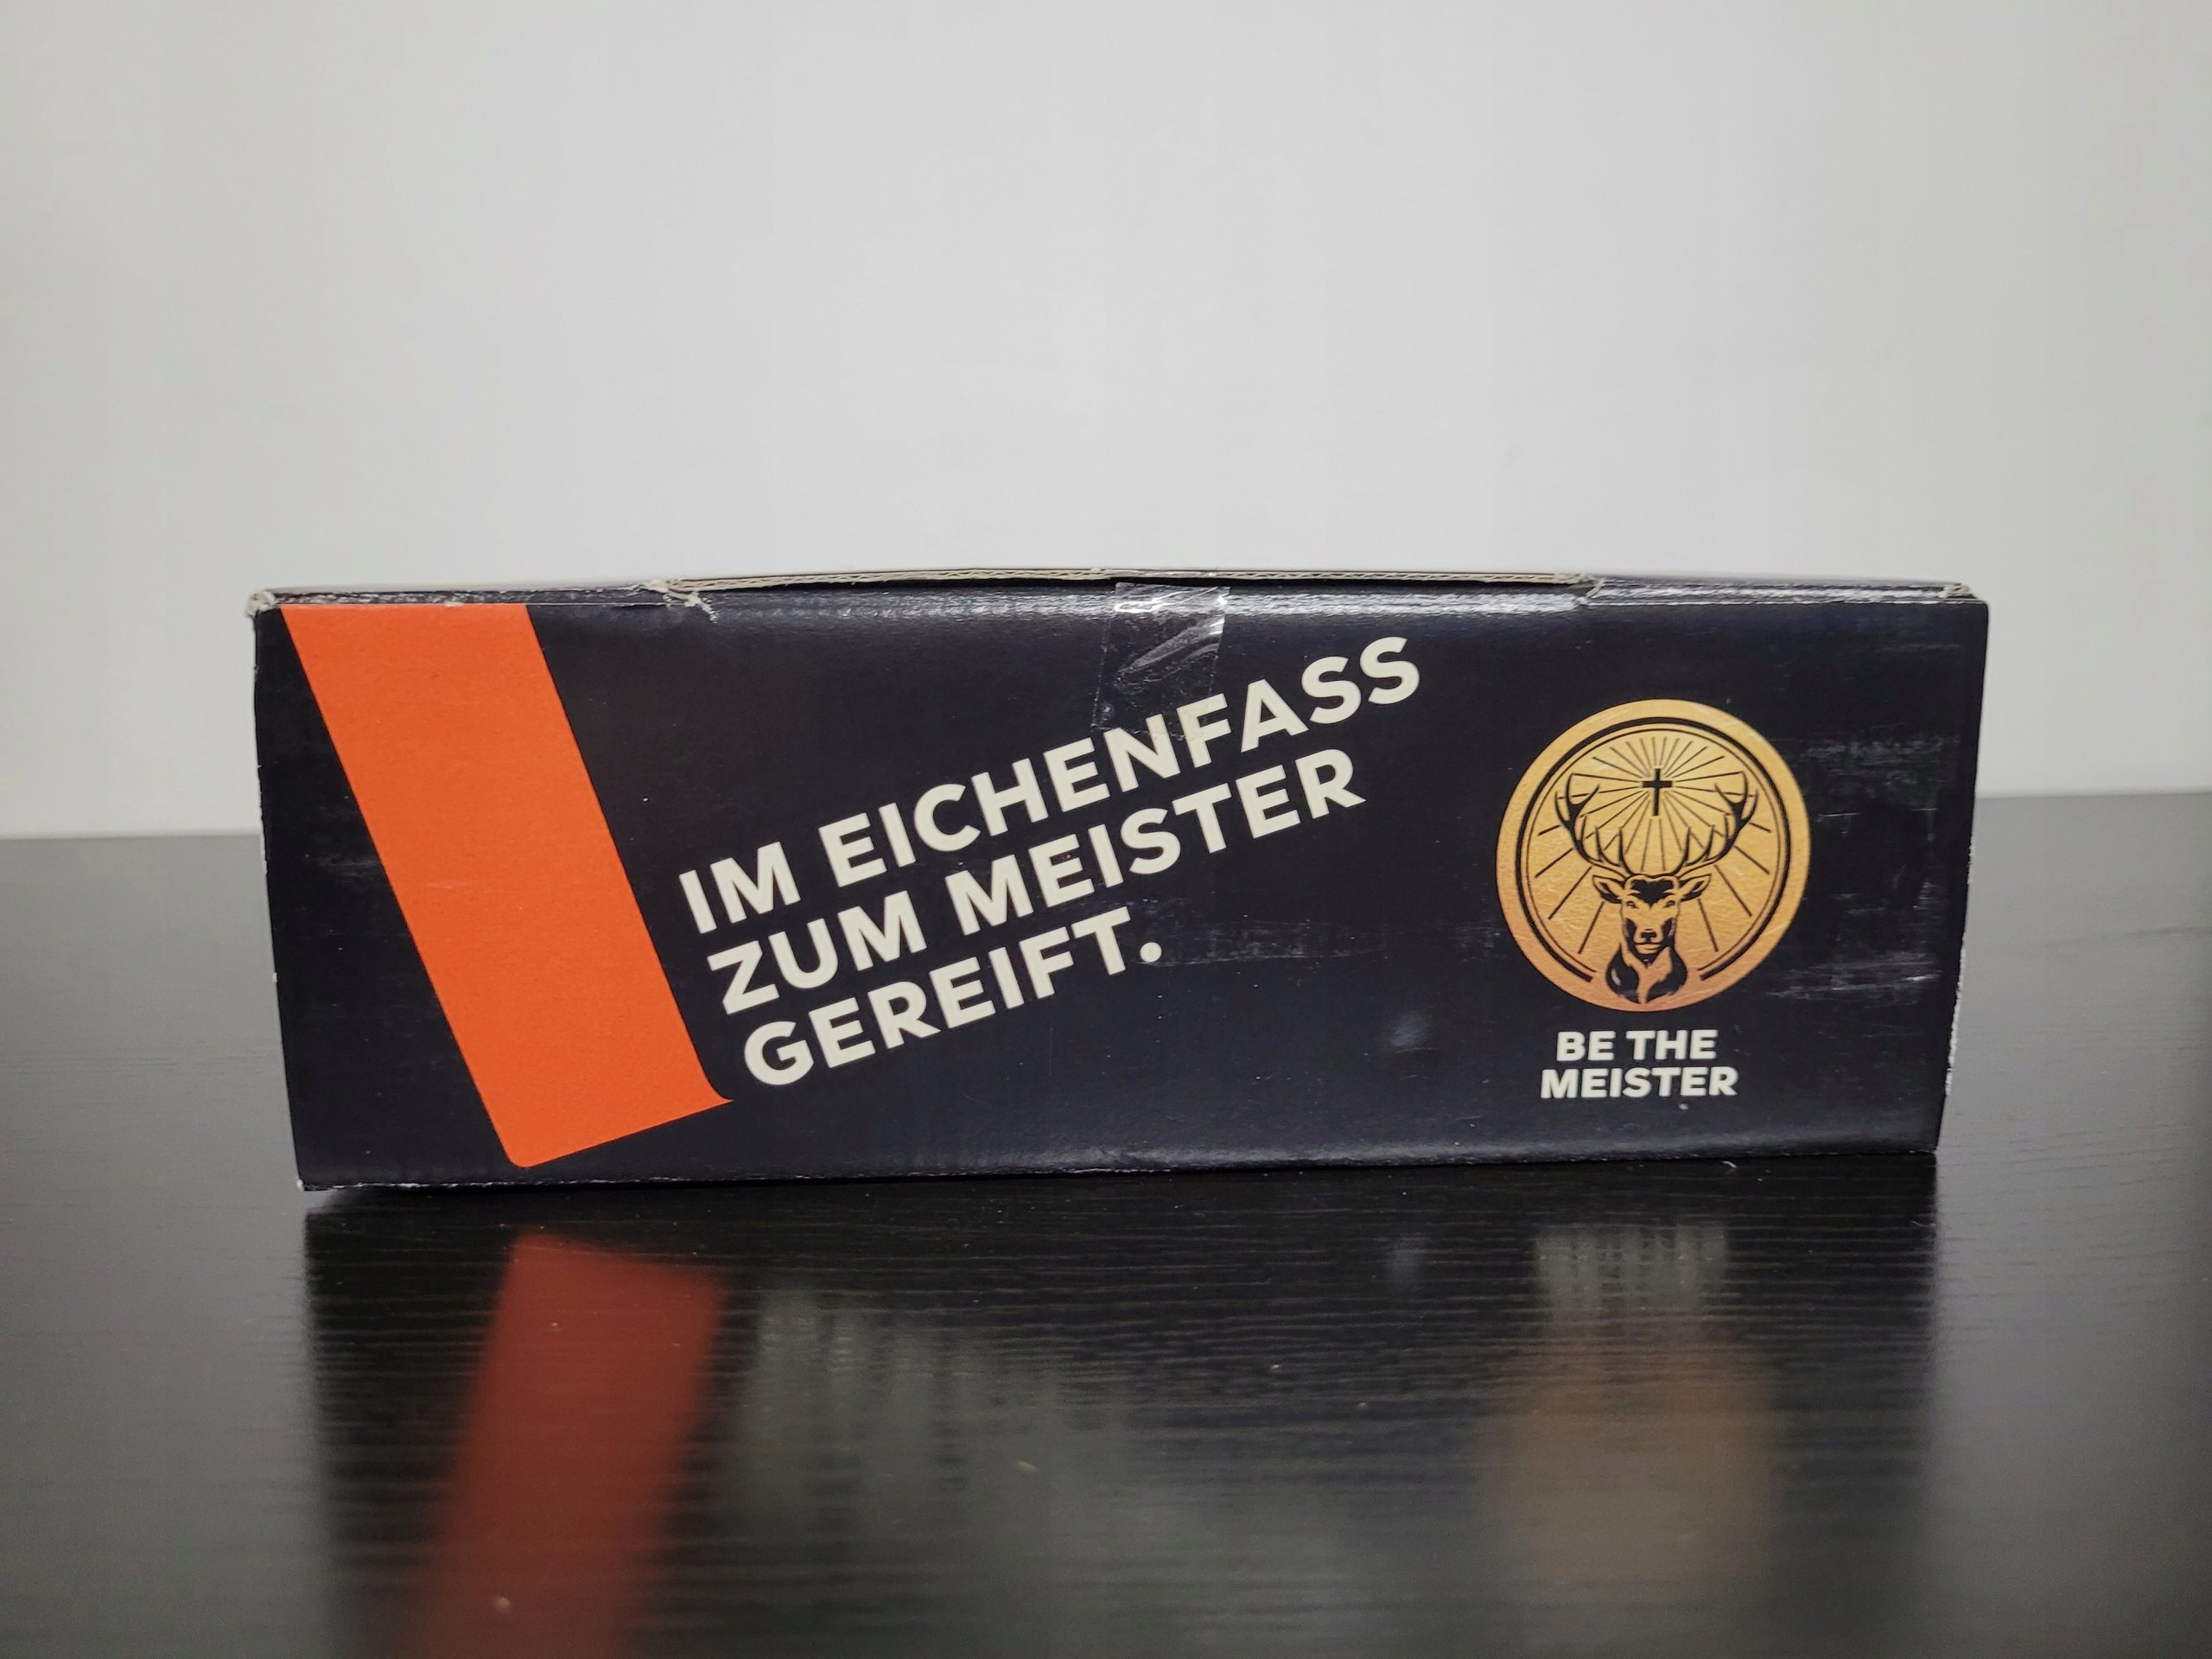 IM EICHENFASS
ZUM MEISTER
GEREIFT.
BE THE
MEISTER